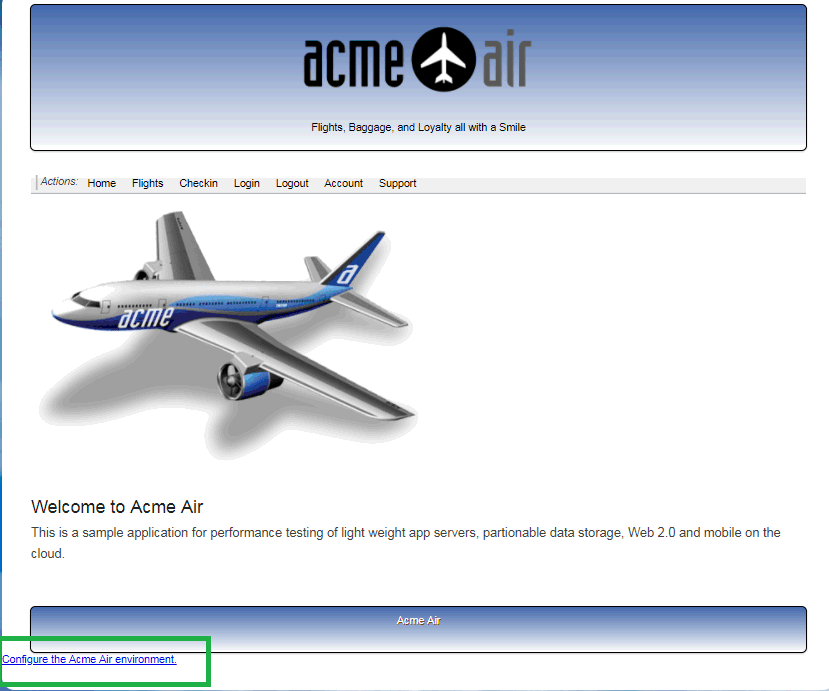 acme air
Flights, Baggage, and Loyalty all with a Smile
Actions: Home Flights Checkin Login Logout Account Support
a
acme
Welcome to Acme Air
This is a sample application for performance testing of light weight app servers, partionable data storage, Web 2.0 and mobile on the
cloud.
Acme Air
Configure the Acme Air environment.